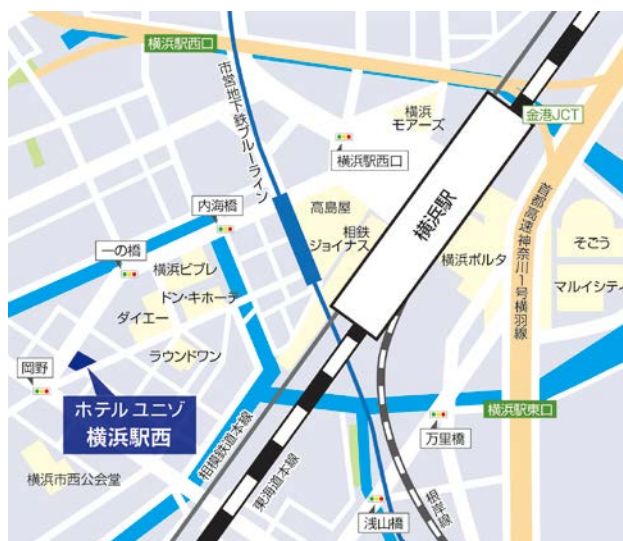 横浜駅西口
市営地下鉄ブルーライン
横浜
モアーズ
金港JCT
横浜駅西口
内海橋
高島屋
相鉄
ジョイナス
横浜駅
首都高速神奈川1号横羽線
そごう
マルイシティ
一の橋
横浜ビブレ
横浜ポルタ
ドン・キホーテ
ダイエー
ラウンドワン
岡野
ホテル ユニゾ
横浜駅西
横浜駅東口
万里橋
相模鉄道本線
東海道本線
横浜市西公会堂
根岸線
浅山橋